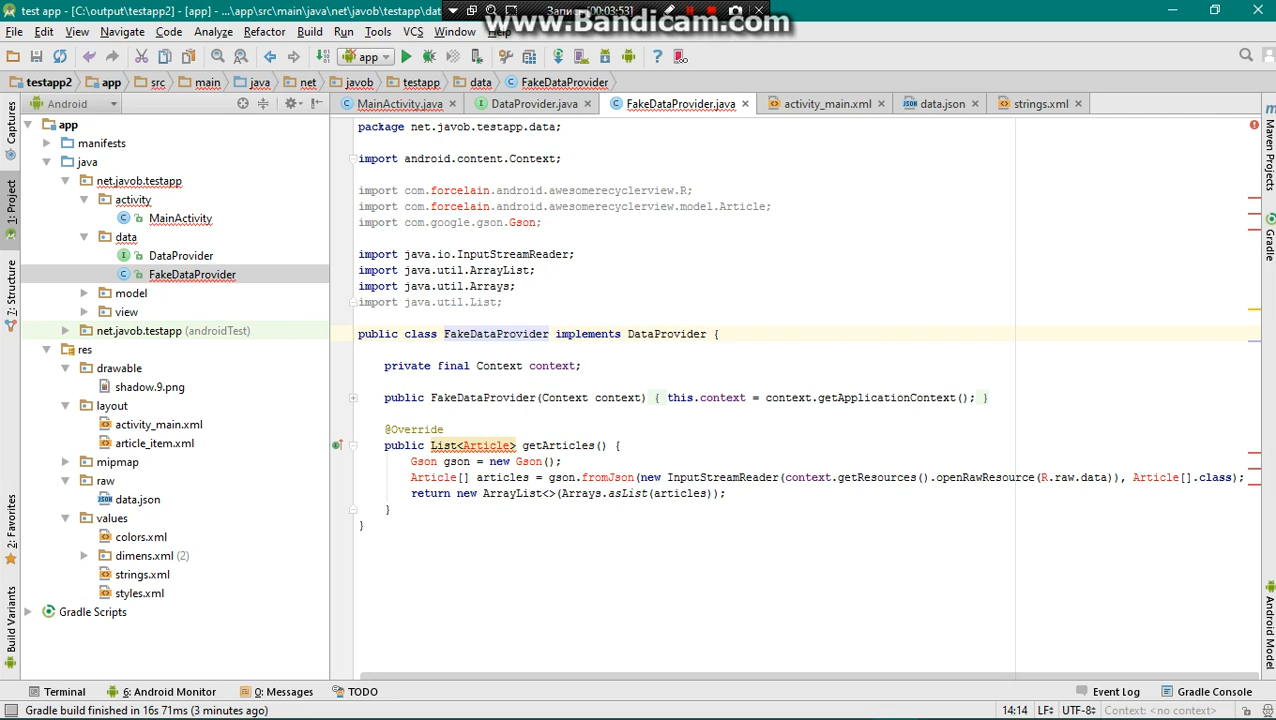 test app - [C:\output\testapp2] - [app] - ...\app\src\main\java\net\javob\testapp\dat
www.Bandicam.com
File Edit View Navigate Code Analyze Refactor Build Run Tools VCS Window Help
app
testapp2 app src main java net javob testapp data FakeDataProvider
Android
MainActivity.java DataProvider.java FakeDataProvider.java activity_main.xml data.json strings.xml
Captures
1: Project
7: Structure
2: Favorites
Build Variants
app
manifests
java
net.javob.testapp
activity
MainActivity
data
DataProvider
FakeDataProvider
model
view
net.javob.testapp (androidTest)
res
drawable
shadow.9.png
layout
activity_main.xml
article_item.xml
mipmap
raw
data.json
values
colors.xml
dimens.xml (2)
strings.xml
styles.xml
Gradle Scripts
package net.javob.testapp.data;
import android.content.Context;
import com.forcelain.android.awesomerecyclerview.R;
import com.forcelain.android.awesomerecyclerview.model.Article;
import com.google.gson.Gson;
import java.io.InputStreamReader;
import java.util.ArrayList;
import java.util.Arrays;
import java.util.List;
public class FakeDataProvider implements DataProvider {
private final Context context;
public FakeDataProvider(Context context) { this.context = context.getApplicationContext(); }
@Override
public List<Article> getArticles() {
Gson gson = new Gson();
Article[] articles = gson.fromJson(new InputStreamReader(context.getResources().openRawResource(R.raw.data)), Article[].class);
return new ArrayList<>(Arrays.asList(articles));
}
}
Maven Projects
Gradle
Android Model
Terminal 6: Android Monitor 0: Messages TODO Event Log Gradle Console
Gradle build finished in 16s 71ms (3 minutes ago) 14:14 LF UTF-8 Context: <no context>